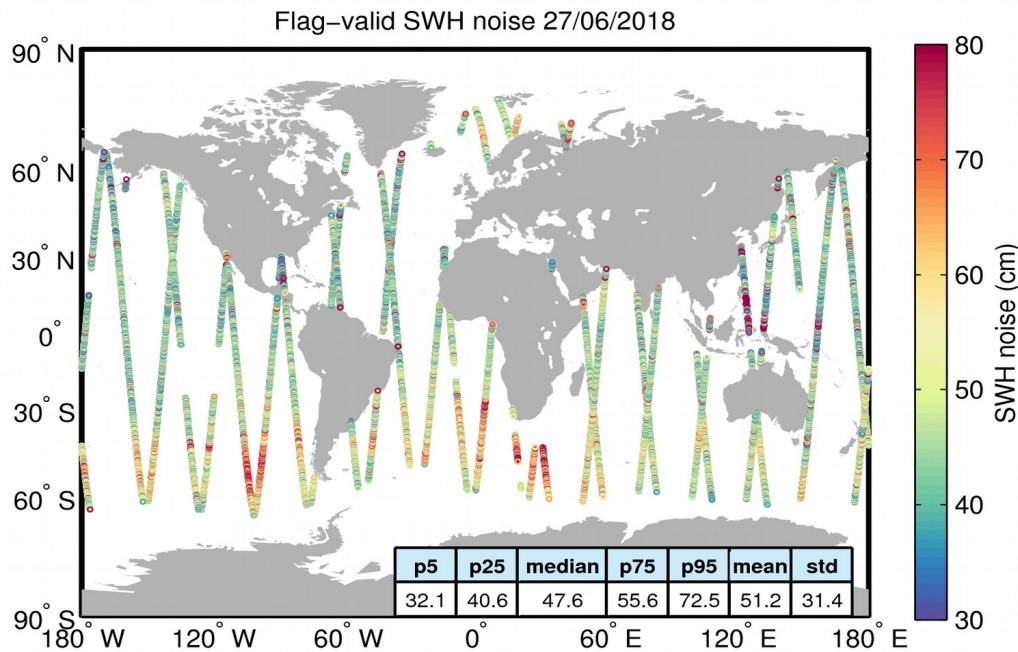 Flag−valid SWH noise 27/06/2018
90° N
60° N
30° N
0°
30° S
60° S
90° S
180° W
120° W
60° W
0°
60° E
120° E
180° E
80
70
60
50
40
30
SWH noise (cm)
p5 p25 median p75 p95 mean std
32.1 40.6 47.6 55.6 72.5 51.2 31.4